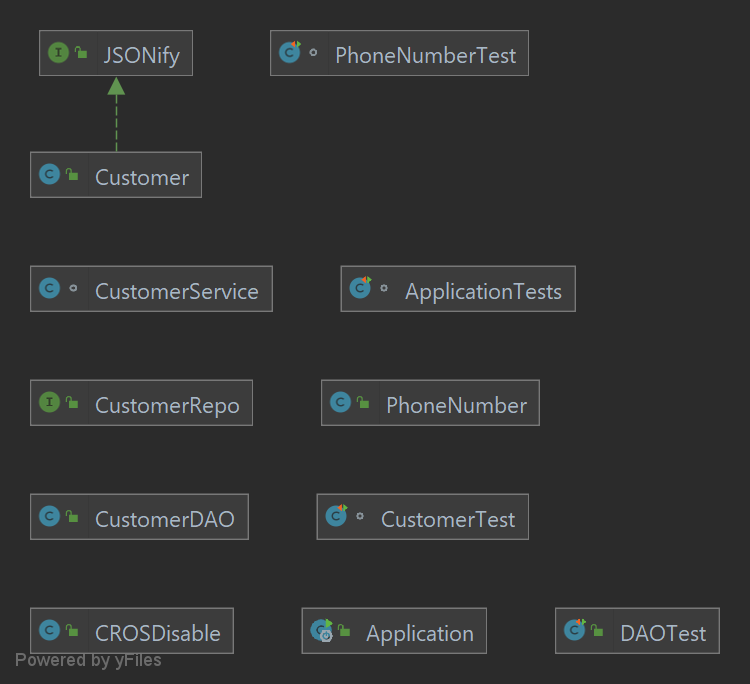 JSONify PhoneNumberTest
Customer
CustomerService ApplicationTests
CustomerRepo PhoneNumber
CustomerDAO CustomerTest
CROSDisable Application DAOTest
Powered by yFiles